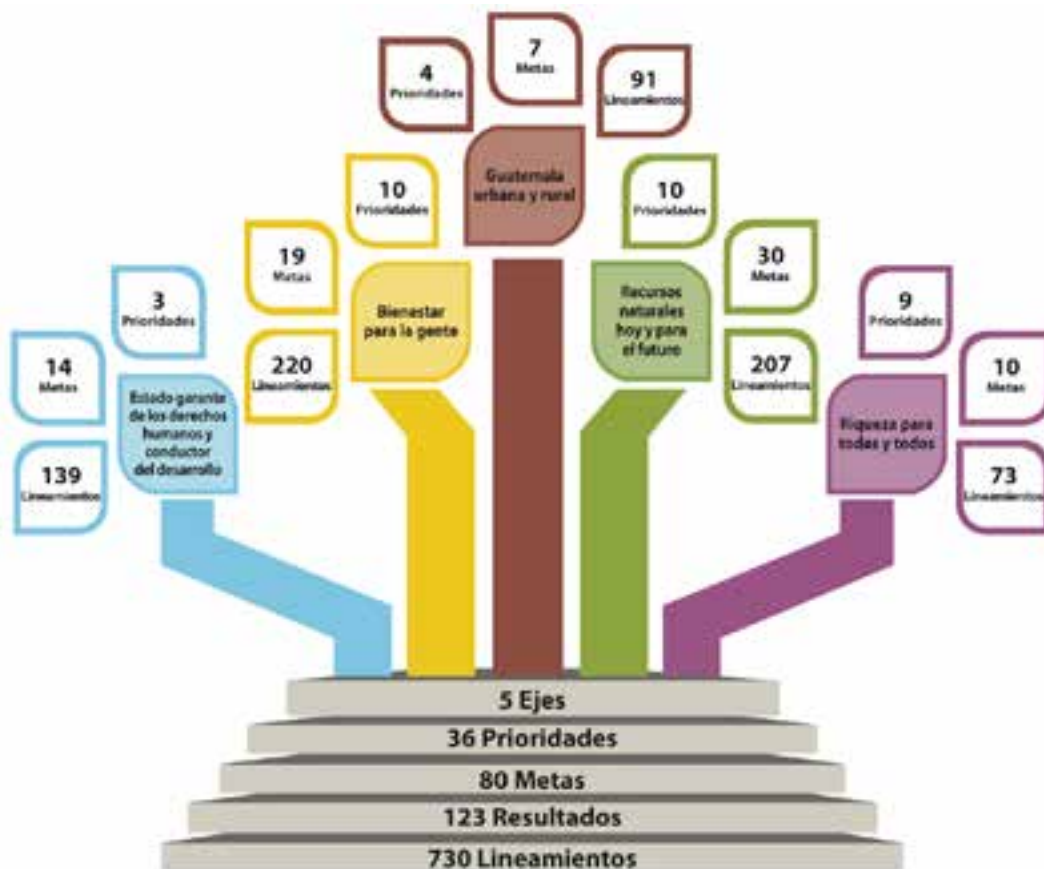 7
Metas
4
Prioridades
91
Lineamientos
Guatemala
urbana y rural
10
Prioridades
19
Metas
220
Lineamientos
Bienestar
para la gente
10
Prioridades
30
Metas
207
Lineamientos
Recursos
naturales
hoy y para
el futuro
3
Prioridades
14
Metas
139
Lineamientos
Estado garante
de los derechos
humanos y
conductor
del desarrollo
9
Prioridades
10
Metas
73
Lineamientos
Riqueza para
todas y todos
5 Ejes
36 Prioridades
80 Metas
123 Resultados
730 Lineamientos